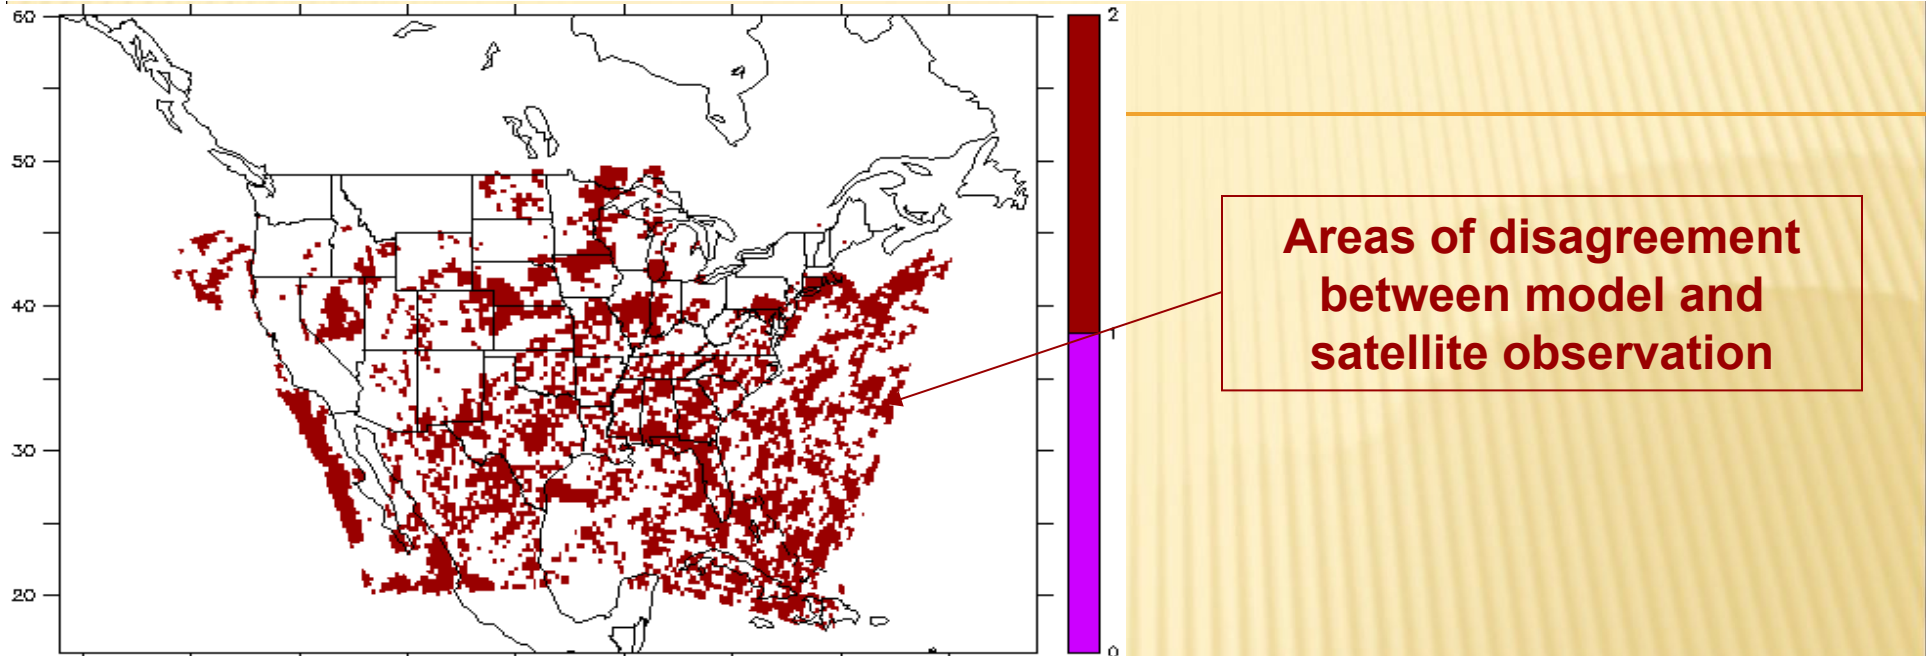 60
50
40
30
20
2
1
0
Areas of disagreement
between model and
satellite observation